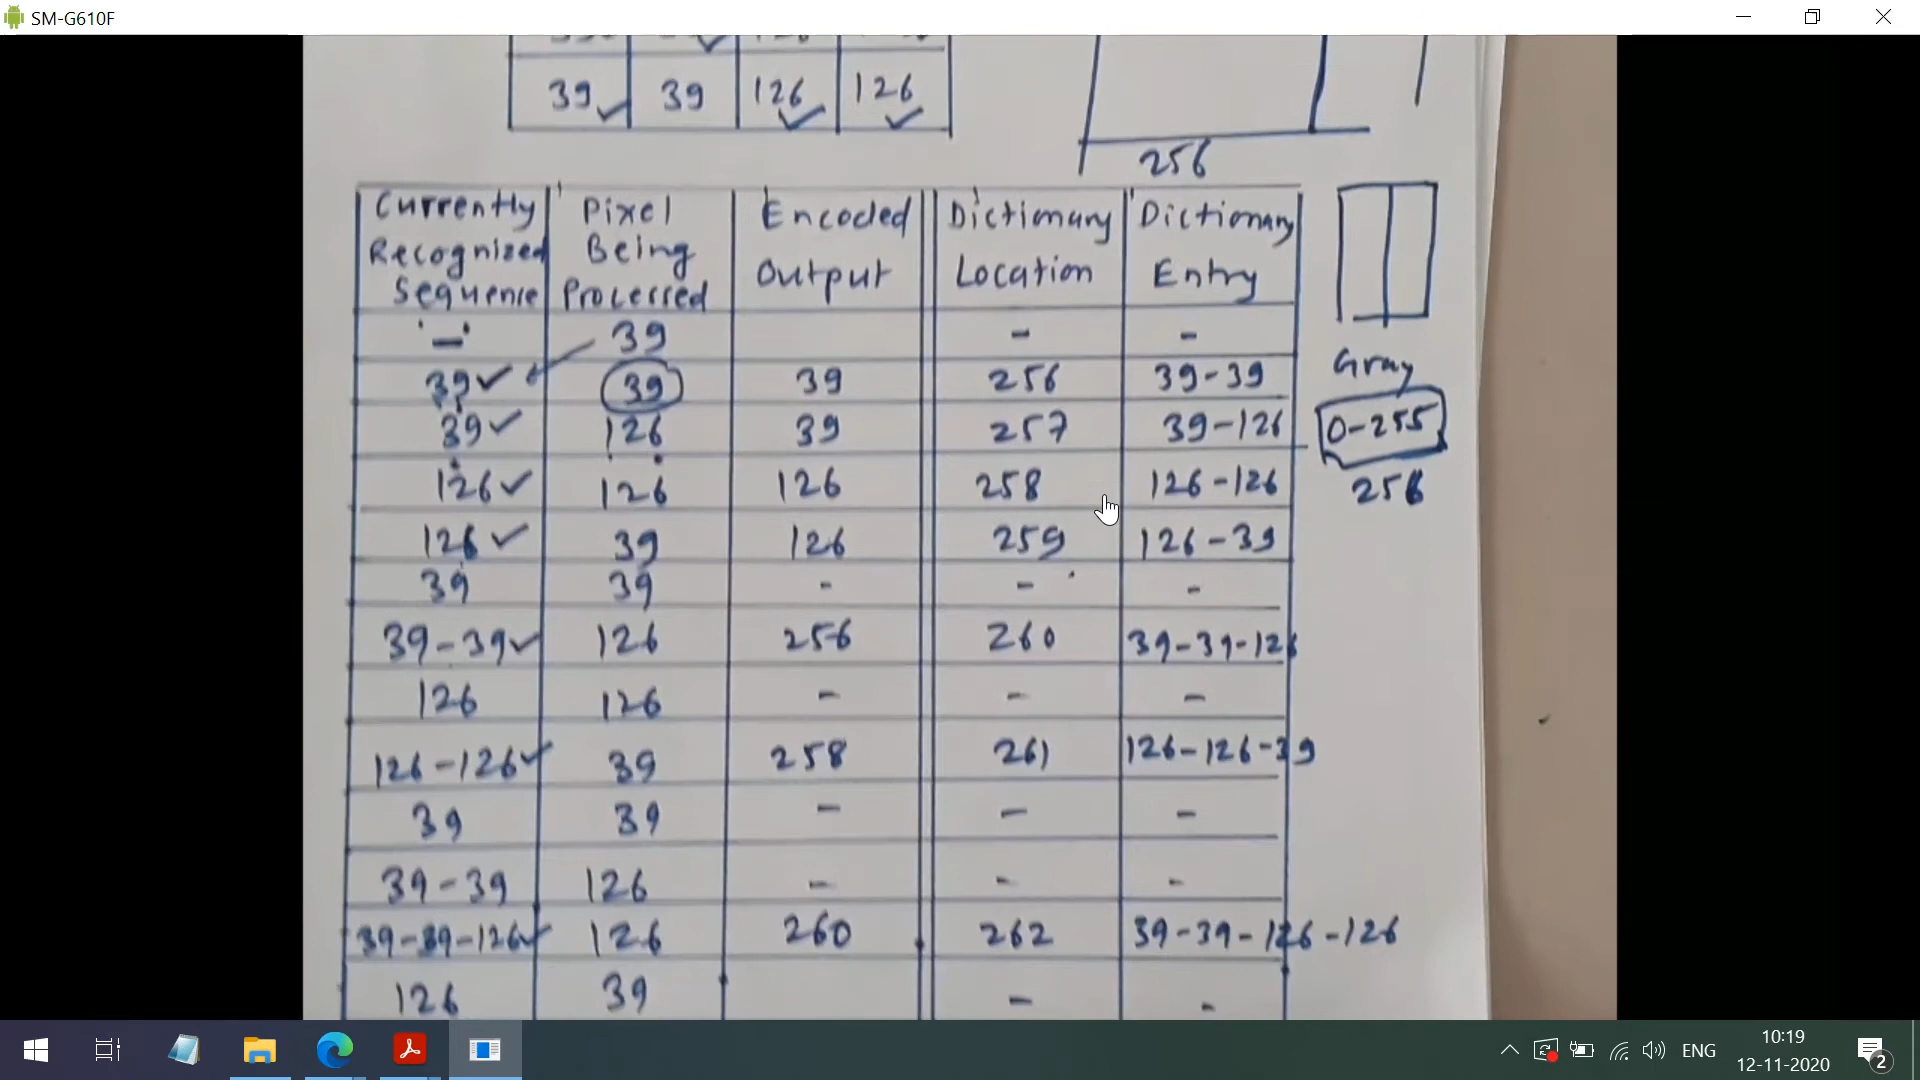 SM-G610F
39 39 126 126
256
Currently Recognized Sequence Pixel Being Processed Encoded Output Dictionary Location Dictionary Entry
- 39 - -
39 39 39 256 39-39
Gray
39 126 39 257 39-126
0-255
126 126 126 258 126-126
256
126 39 126 259 126-39
39 39 - - -
39-39 126 256 260 39-39-126
126 126 - - -
126-126 39 258 261 126-126-39
39 39 - - -
39-39 126 - - -
39-39-126 126 260 262 39-39-126-126
126 39 - -
ENG
10:19
12-11-2020
2